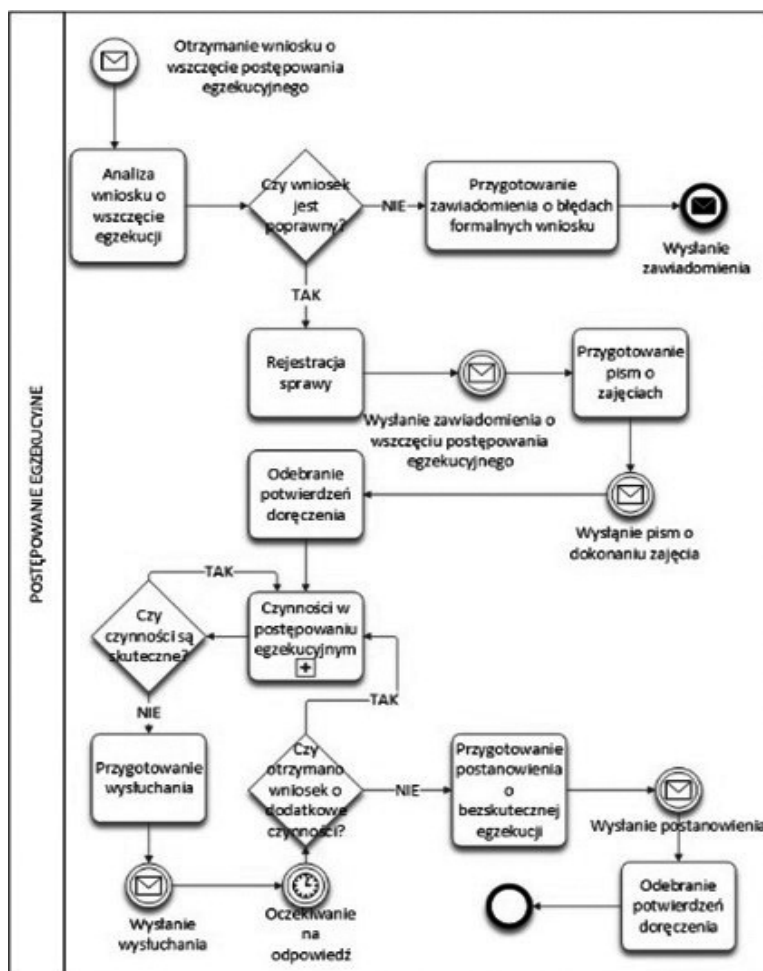 Otrzymanie wniosku o
wszczęcie postępowania
egzekucyjnego
Analiza
wniosku o
wszczęcie
egzekucji
Czy wniosek
jest
poprawny?
NIE
Przygotowanie
zawiadomienia o błędach
formalnych wniosku
Wysłanie
zawiadomienia
TAK
Rejestracja
sprawy
Wysłanie zawiadomienia o
wszczęciu postępowania
egzekucyjnego
Przygotowanie
pism o
zajęciach
Odebranie
potwierdzeń
doręczenia
Wysłąnie pism o
dokonaniu zajęcia
TAK
Czy
czynności są
skuteczne?
Czynności w
postępowaniu
egzekucyjnym
TAK
NIE
Przygotowanie
wysłuchania
Czy
otrzymano
wniosek o
dodatkowe
czynności?
NIE
Przygotowanie
postanowienia
o
bezskutecznej
egzekucji
Wysłanie postanowienia
Wysłanie
wysłuchania
Oczekiwanie
na
odpowiedź
Odebranie
potwierdzeń
doręczenia
POSTĘPOWANIE EGZEKUCYJNE